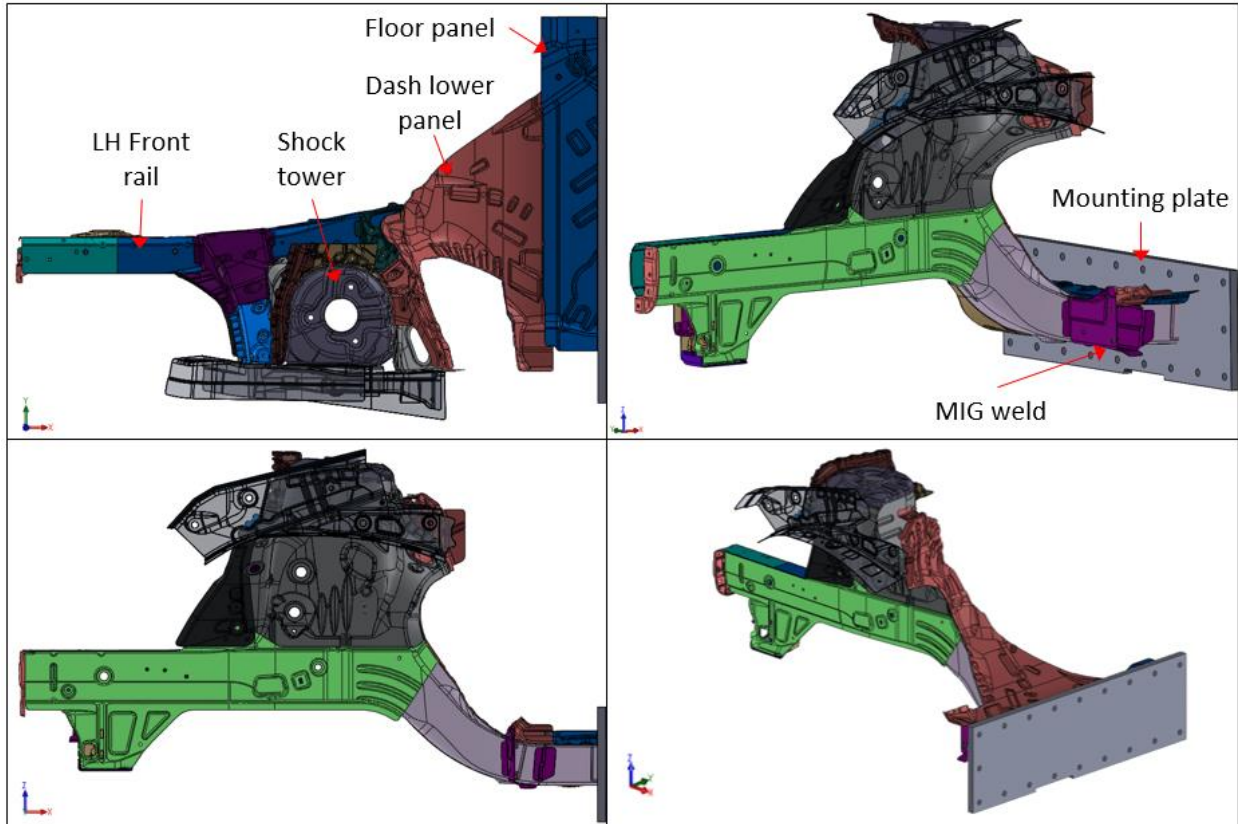 Floor panel
Dash lower
panel
LH Front
rail
Shock
tower
Mounting plate
MIG weld
Y
X
Z
Y
X
Z
X
Z
Y